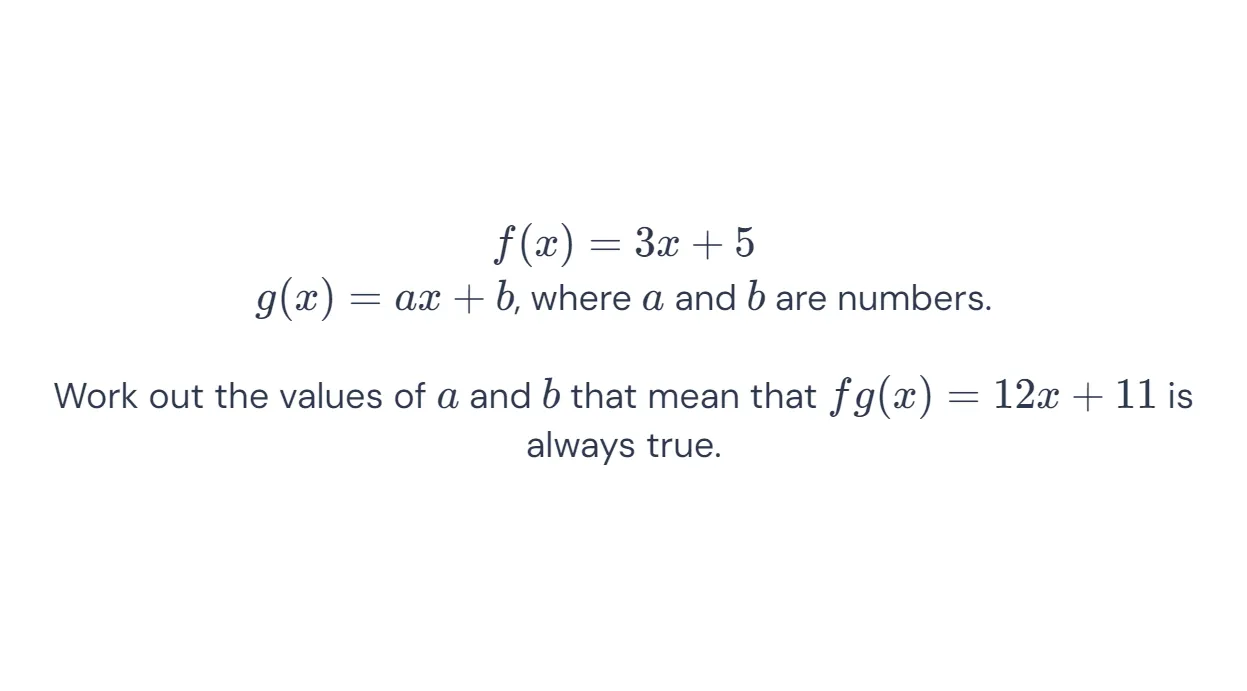 f(x) = 3x + 5
g(x) = ax + b, where a and b are numbers.
Work out the values of a and b that mean that fg(x) = 12x + 11 is
always true.